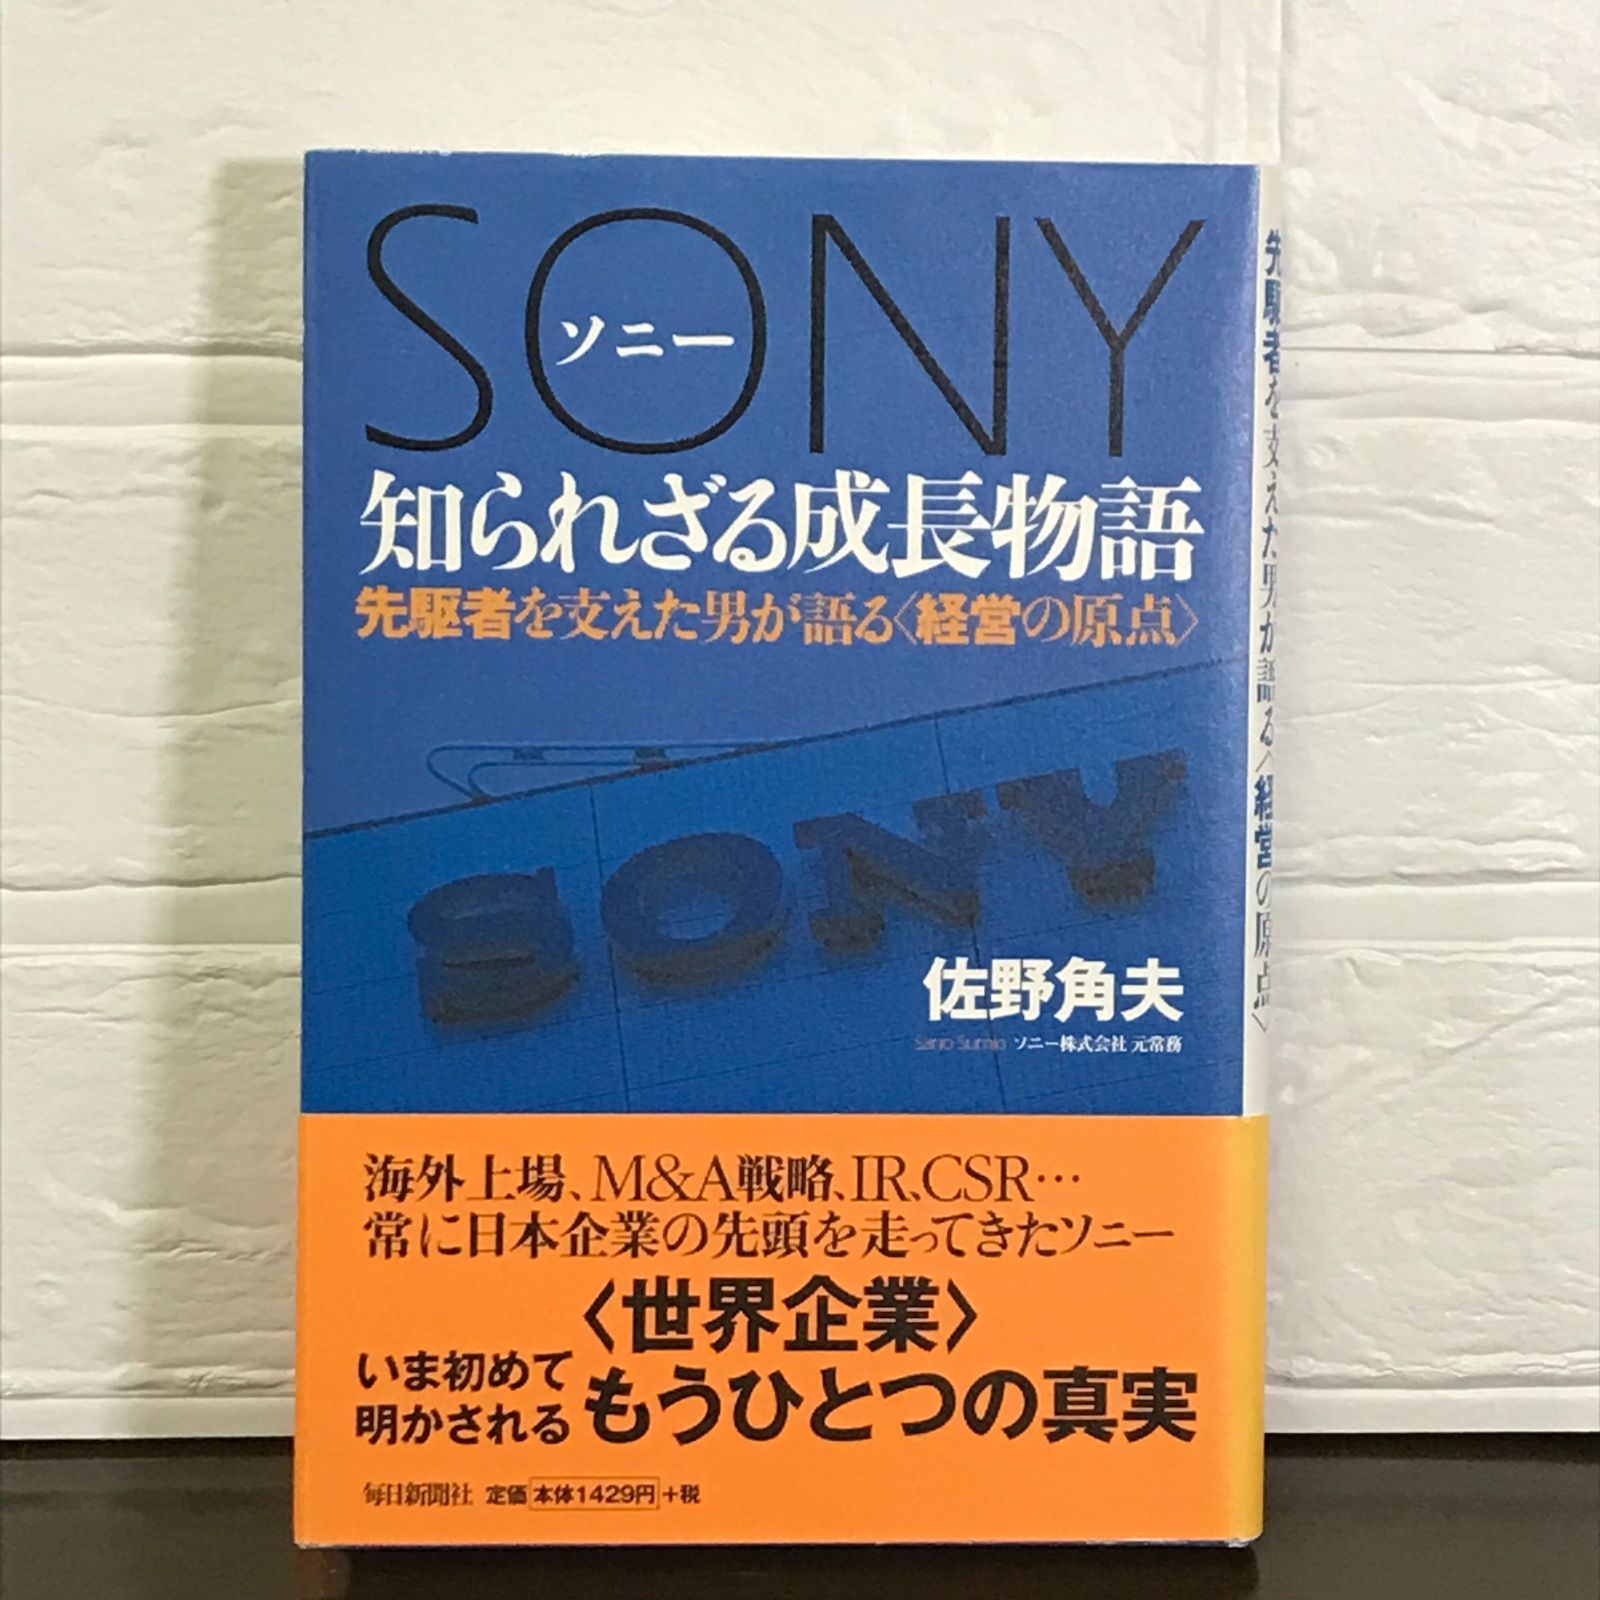 SONY
ソニー
知られざる成長物語
先駆者を支えた男が語る〈経営の原点〉
SONY
佐野角夫
Sano Sumio ソニー株式会社 元常務
海外上場、M&A戦略、IR、CSR…
常に日本企業の先頭を走ってきたソニー
〈世界企業〉
いま初めて
明かされる
もうひとつの真実
毎日新聞社 定価 本体1429円 +税
先駆者を支えた男が語る〈経営の原点〉